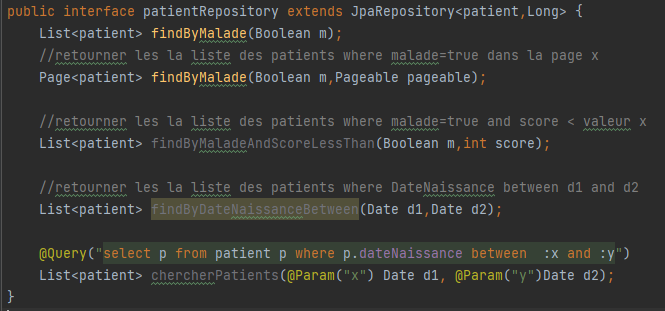 public interface patientRepository extends JpaRepository<patient,Long> {
List<patient> findByMalade(Boolean m);
//retourner les la liste des patients where malade=true dans la page x
Page<patient> findByMalade(Boolean m,Pageable pageable);
//retourner les la liste des patients where malade=true and score < valeur x
List<patient> findByMaladeAndScoreLessThan(Boolean m,int score);
//retourner les la liste des patients where DateNaissance between d1 and d2
List<patient> findByDateNaissanceBetween(Date d1,Date d2);
@Query("select p from patient p where p.dateNaissance between  :x and :y")
List<patient> chercherPatients(@Param("x") Date d1, @Param("y")Date d2);
}